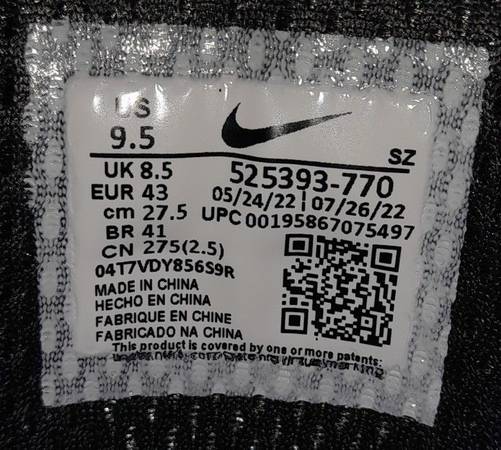 US
9.5
SZ
UK 8.5
525393-770
EUR 43
05/24/22 | 07/26/22
cm 27.5
UPC 00195867075497
BR 41
CN 275(2.5)
04T7VDY856S9R
MADE IN CHINA
HECHO EN CHINA
FABRIQUE EN CHINE
FABRICADO NA CHINA
This product is covered by one or more patents: